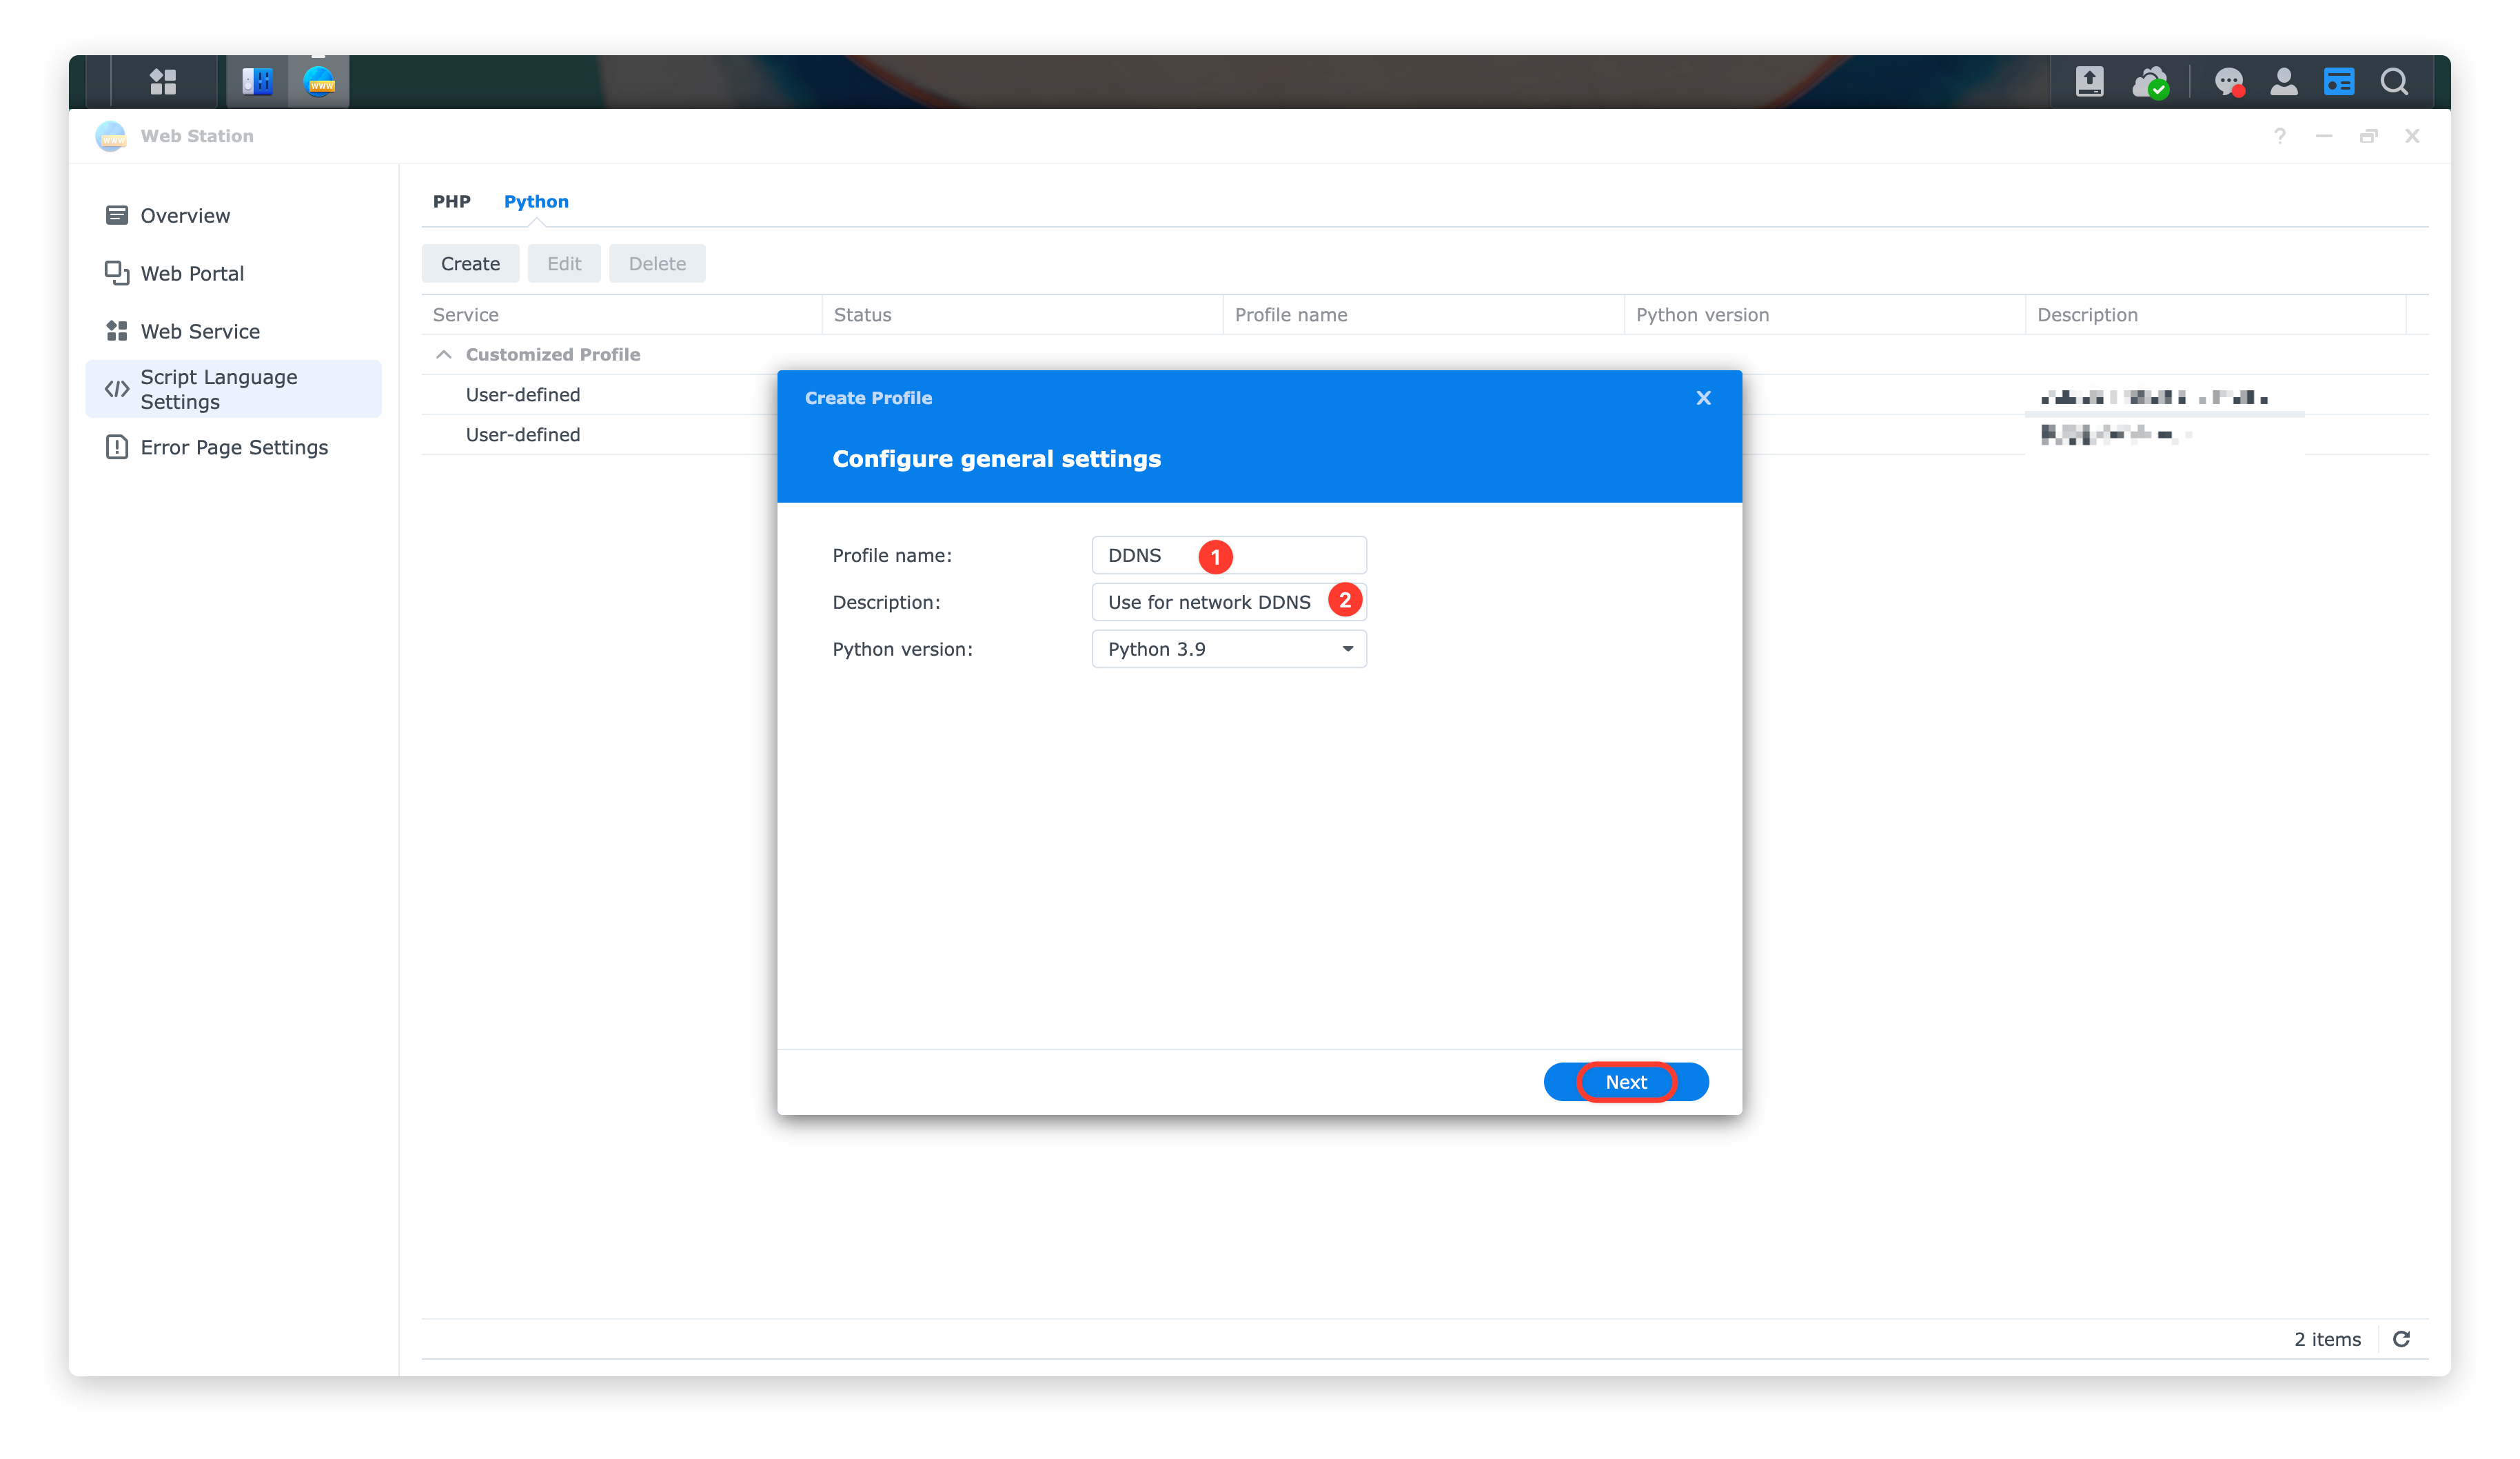 www
Web Station
www
Overview
Web Portal
Web Service
Script Language
Settings
Error Page Settings
PHP Python
Create Edit Delete
Service Status Profile name Python version Description
Customized Profile
User-defined
User-defined
Create Profile
Configure general settings
Profile name: DDNS 1
Description: Use for network DDNS 2
Python version: Python 3.9
Next
2 items